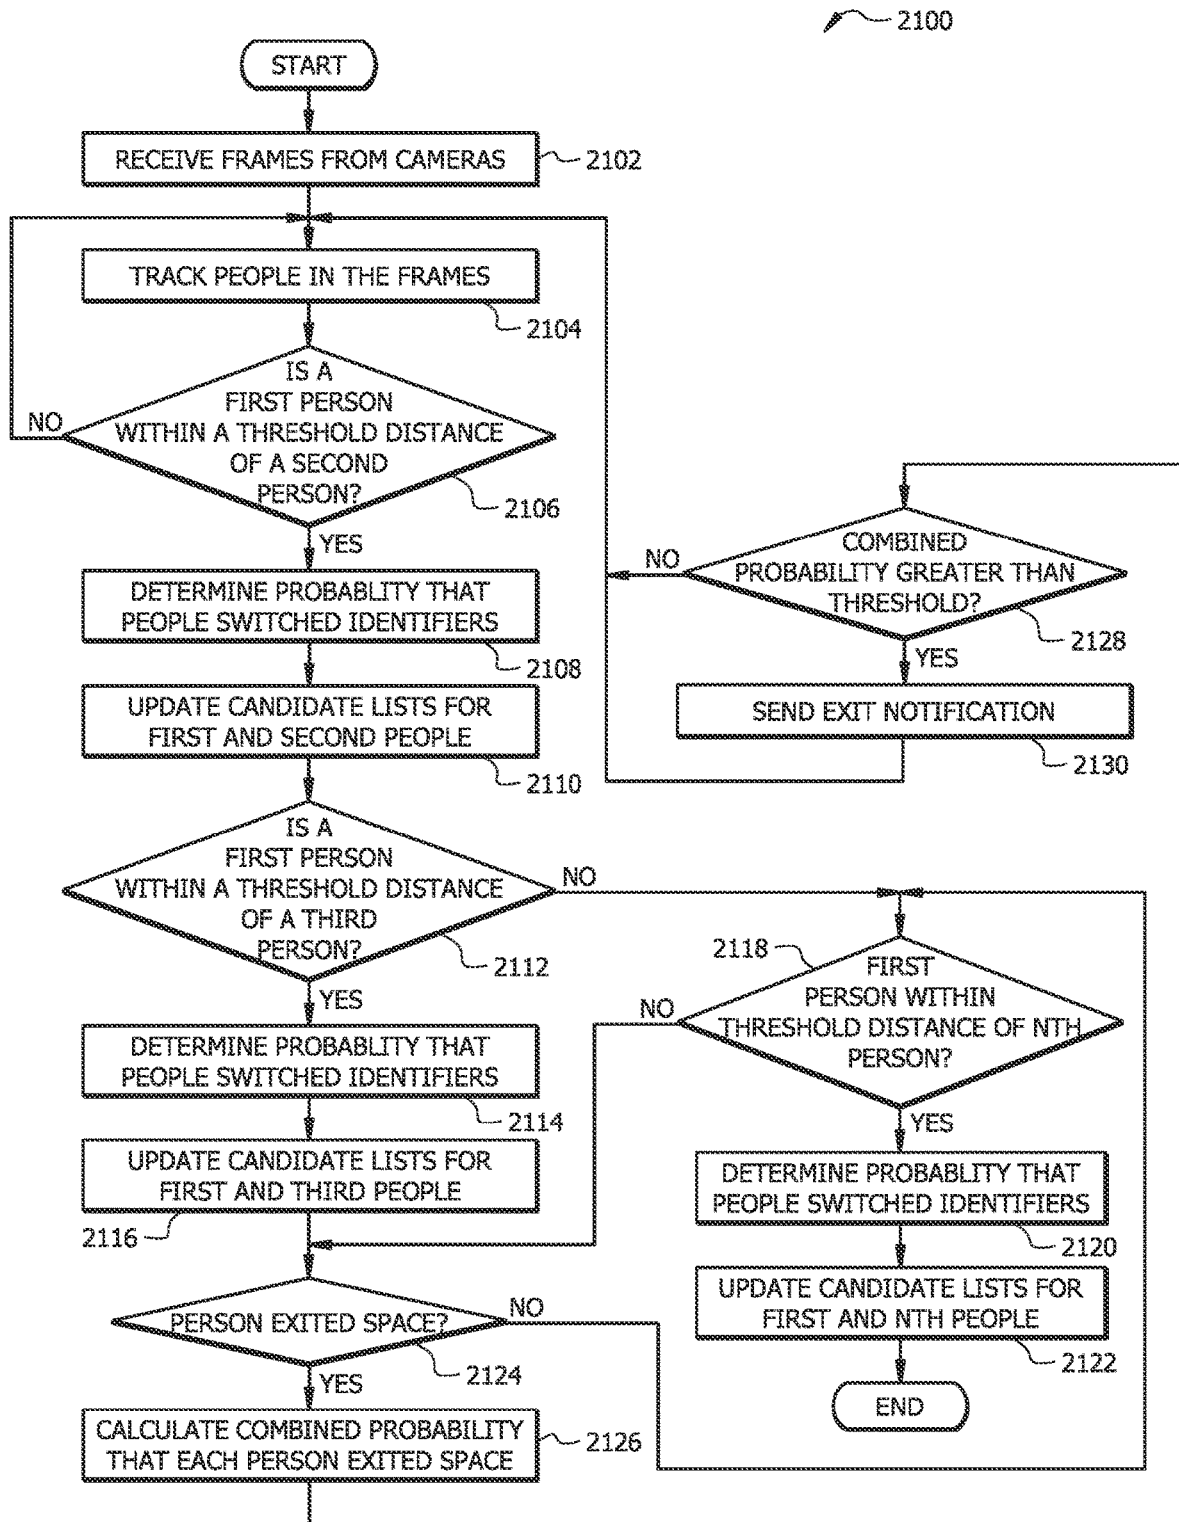 2100
START
RECEIVE FRAMES FROM CAMERAS
2102
TRACK PEOPLE IN THE FRAMES
2104
IS A
FIRST PERSON
WITHIN A THRESHOLD DISTANCE
OF A SECOND
PERSON?
NO
2106
YES
DETERMINE PROBABLITY THAT
PEOPLE SWITCHED IDENTIFIERS
2108
UPDATE CANDIDATE LISTS FOR
FIRST AND SECOND PEOPLE
2110
IS A
FIRST PERSON
WITHIN A THRESHOLD DISTANCE
OF A THIRD
PERSON?
NO
2112
YES
DETERMINE PROBABLITY THAT
PEOPLE SWITCHED IDENTIFIERS
2114
UPDATE CANDIDATE LISTS FOR
FIRST AND THIRD PEOPLE
2116
PERSON EXITED SPACE?
NO
2124
YES
CALCULATE COMBINED PROBABILITY
THAT EACH PERSON EXITED SPACE
2126
COMBINED
PROBABILITY GREATER THAN
THRESHOLD?
NO
2128
YES
SEND EXIT NOTIFICATION
2130
2118
FIRST
PERSON WITHIN
THRESHOLD DISTANCE OF NTH
PERSON?
NO
YES
DETERMINE PROBABLITY THAT
PEOPLE SWITCHED IDENTIFIERS
2120
UPDATE CANDIDATE LISTS FOR
FIRST AND NTH PEOPLE
2122
END